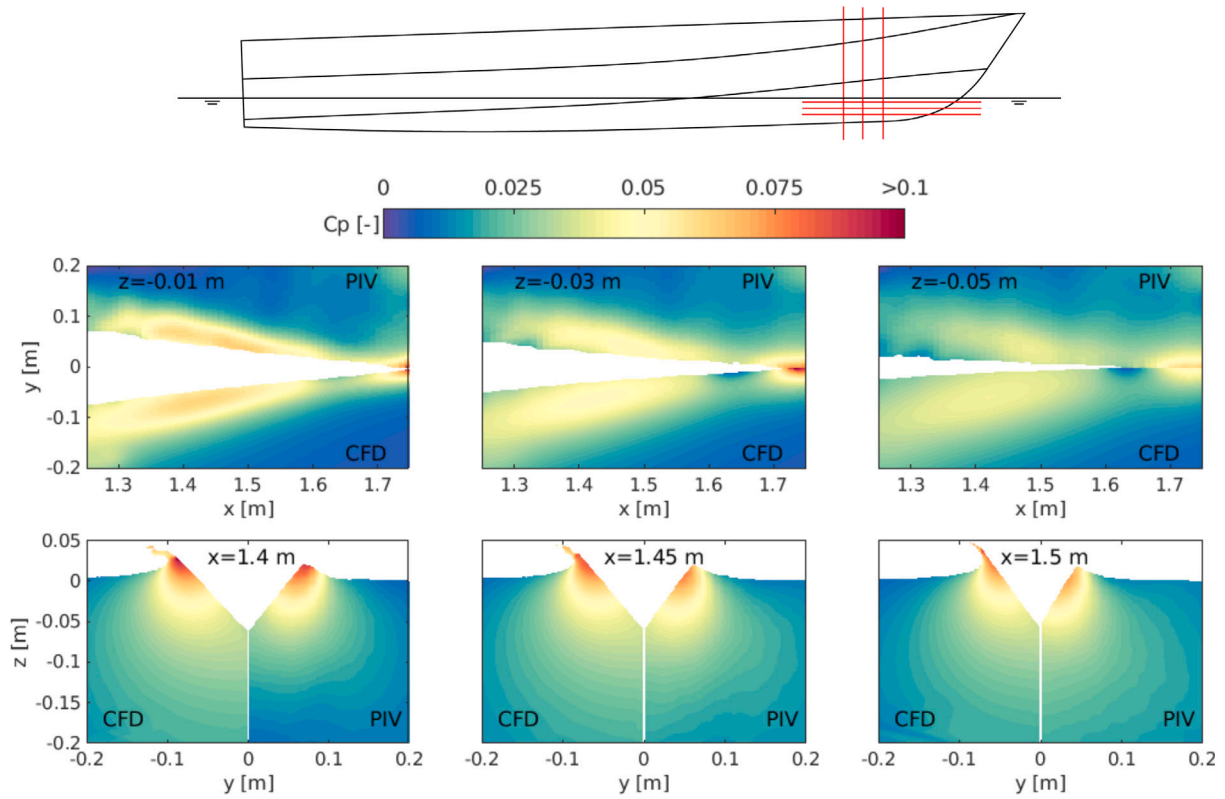 0 0.025 0.05 0.075 >0.1
Cp [-]
0.2 z=-0.01 m PIV
0.1
0
-0.1
-0.2 CFD
1.3 1.4 1.5 1.6 1.7
x [m]
y [m]
z=-0.03 m PIV
CFD
1.3 1.4 1.5 1.6 1.7
x [m]
z=-0.05 m PIV
CFD
1.3 1.4 1.5 1.6 1.7
x [m]
0.05 x=1.4 m
0
-0.05
-0.1
-0.15 CFD PIV
-0.2
-0.2 -0.1 0 0.1 0.2
y [m]
z [m]
x=1.45 m
CFD PIV
-0.2 -0.1 0 0.1 0.2
y [m]
x=1.5 m
CFD PIV
-0.2 -0.1 0 0.1 0.2
y [m]